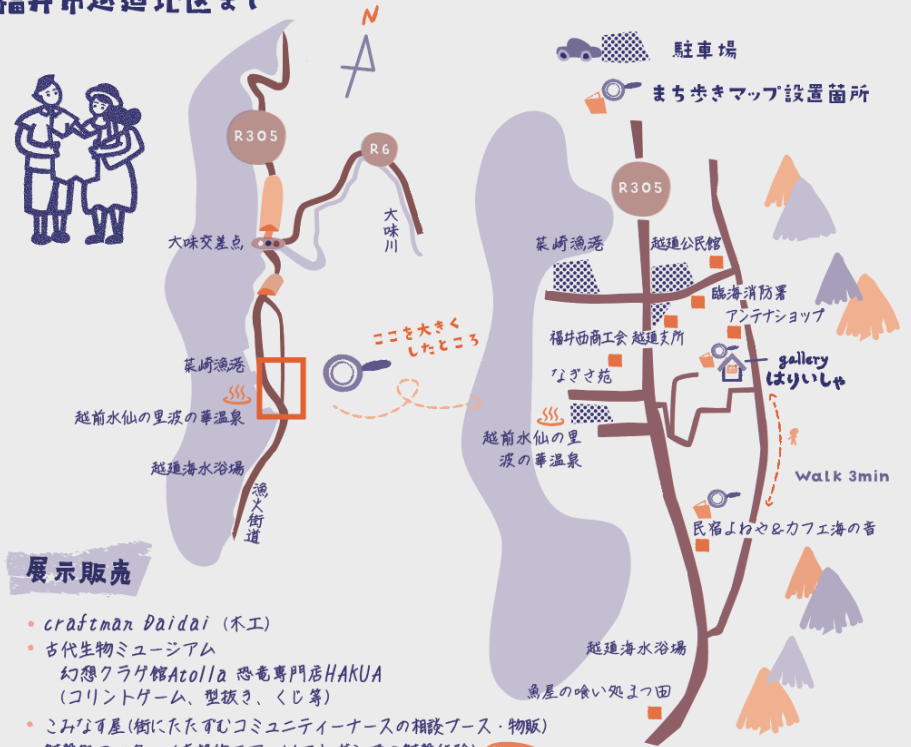 福井市越廼地区まで
N
駐車場
まち歩きマップ設置箇所
R305
R6
大味川
大味交差点
ここを大きく
したところ
菜崎漁港
越前水仙の里波の華温泉
越廼海水浴場
漁火街道
R305
菜崎漁港
越廼公民館
臨海消防署
アンテナショップ
福井西商工会 越廼支所
gallery
はりいしゃ
なぎさ苑
越前水仙の里
波の華温泉
Walk 3min
民宿よねや&カフェ海の音
越廼海水浴場
魚屋の喰い処まつ田
展示販売
• craftman Daidai (木工)
• 古代生物ミュージアム
幻想クラゲ館Atolla 恐竜専門店HAKUA
(コリントゲーム、型抜き、くじ等)
• こみなす屋(街にたたずむコミュニティーナースの相談ブース・物販)